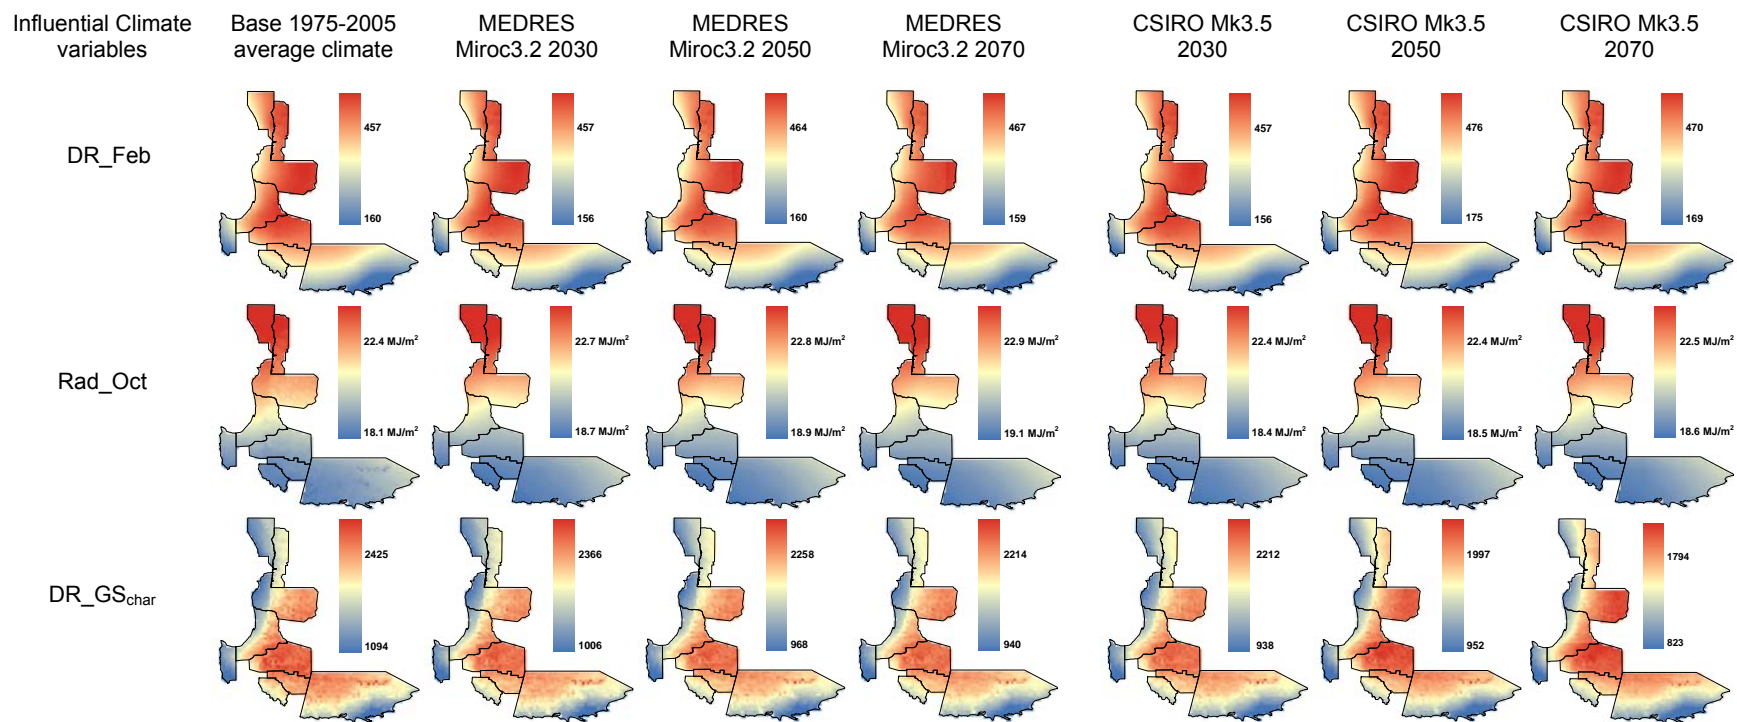 Influential Climate variables
Base 1975-2005 average climate
MEDRES Miroc3.2 2030
MEDRES Miroc3.2 2050
MEDRES Miroc3.2 2070
CSIRO Mk3.5 2030
CSIRO Mk3.5 2050
CSIRO Mk3.5 2070
DR_Feb
457
160
457
156
464
160
467
159
457
156
476
175
470
169
Rad_Oct
22.4 MJ/m²
18.1 MJ/m²
22.7 MJ/m²
18.7 MJ/m²
22.8 MJ/m²
18.9 MJ/m²
22.9 MJ/m²
19.1 MJ/m²
22.4 MJ/m²
18.4 MJ/m²
22.4 MJ/m²
18.5 MJ/m²
22.5 MJ/m²
18.6 MJ/m²
DR_GSchar
2425
1094
2366
1006
2258
968
2214
940
2212
938
1997
952
1794
823